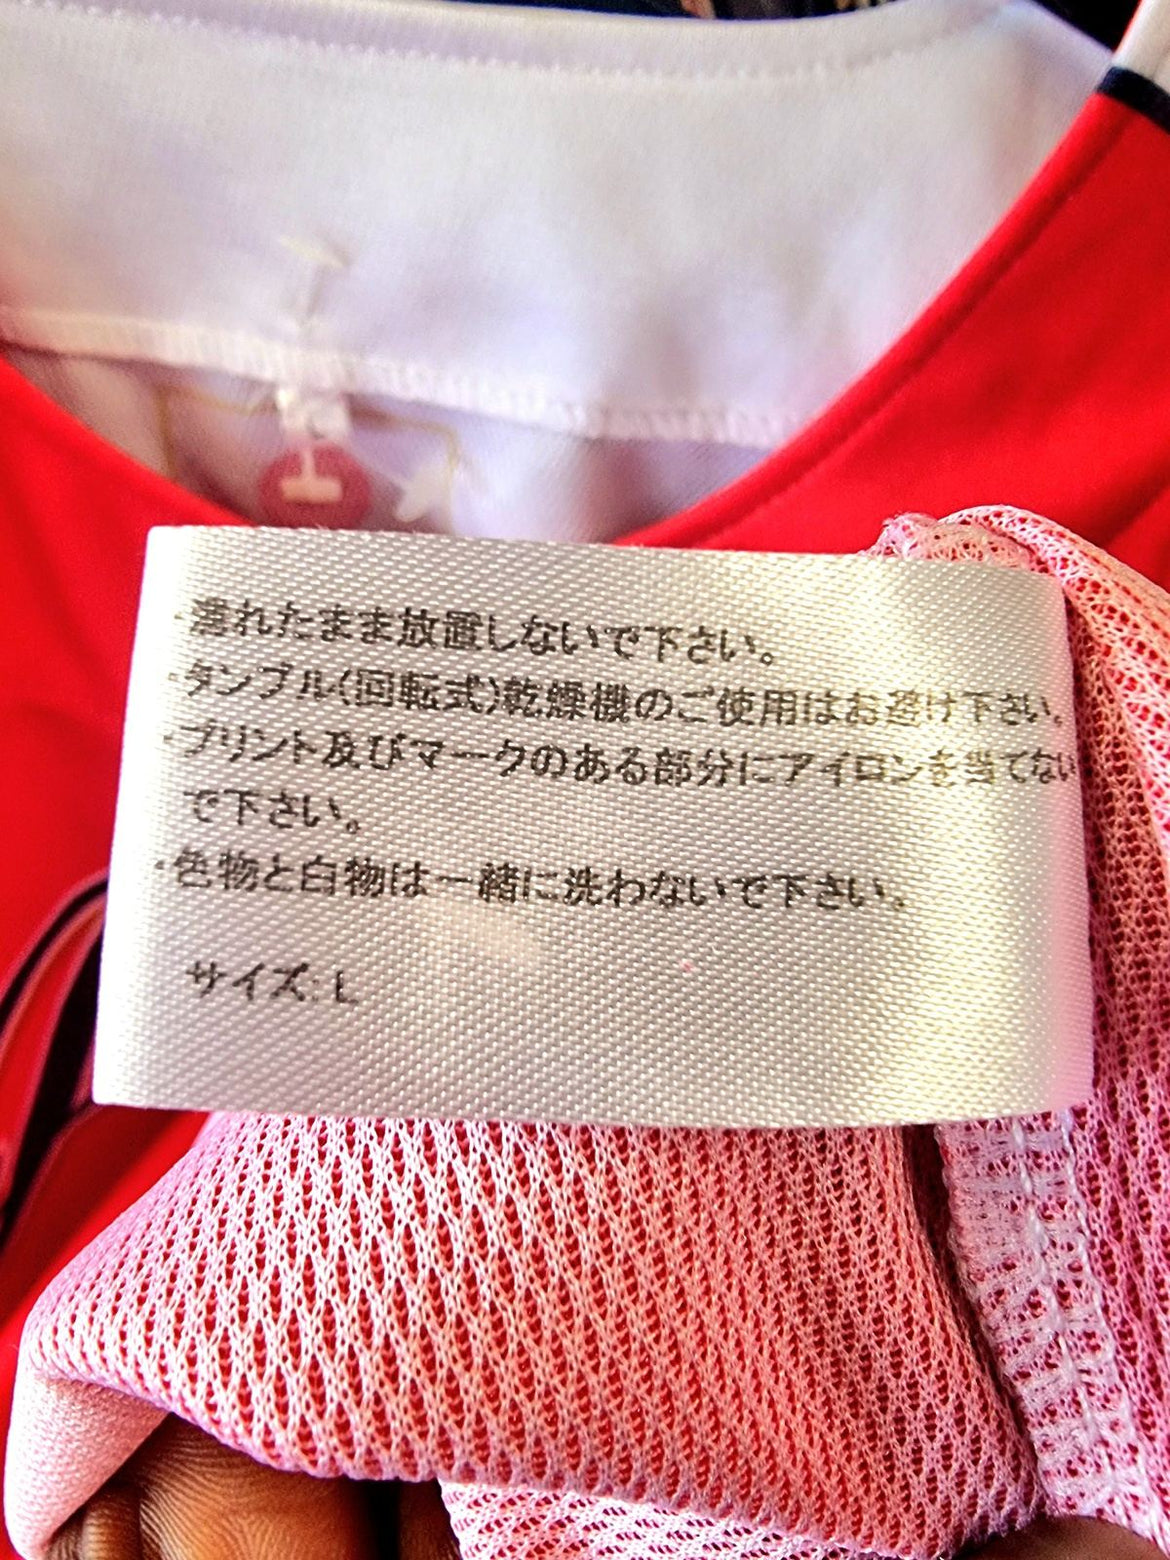 ・濡れたまま放置しないで下さい。
・タンブル(回転式)乾燥機のご使用はお避け下さい。
・プリント及びマークのある部分にアイロンを当てない
で下さい。
・色物と白物は一緒に洗わないで下さい。
サイズ: L